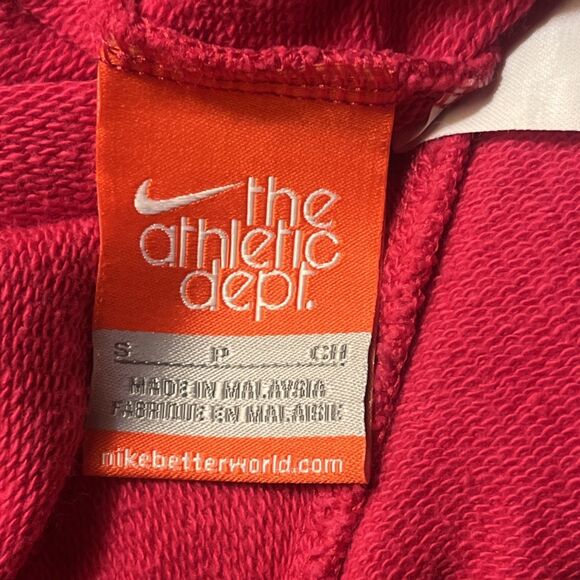 the
athletic
dept.
S P CH
MADE IN MALAYSIA
FABRIQUE EN MALAISIE
nikebetterworld.com